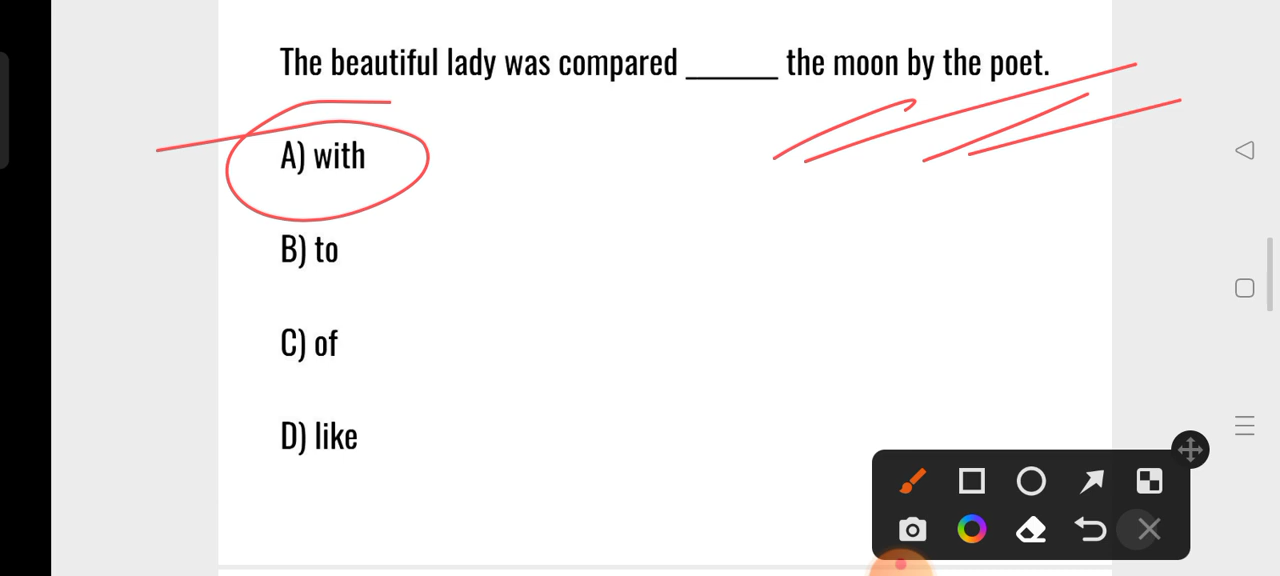 The beautiful lady was compared ______ the moon by the poet.
A) with
B) to
C) of
D) like